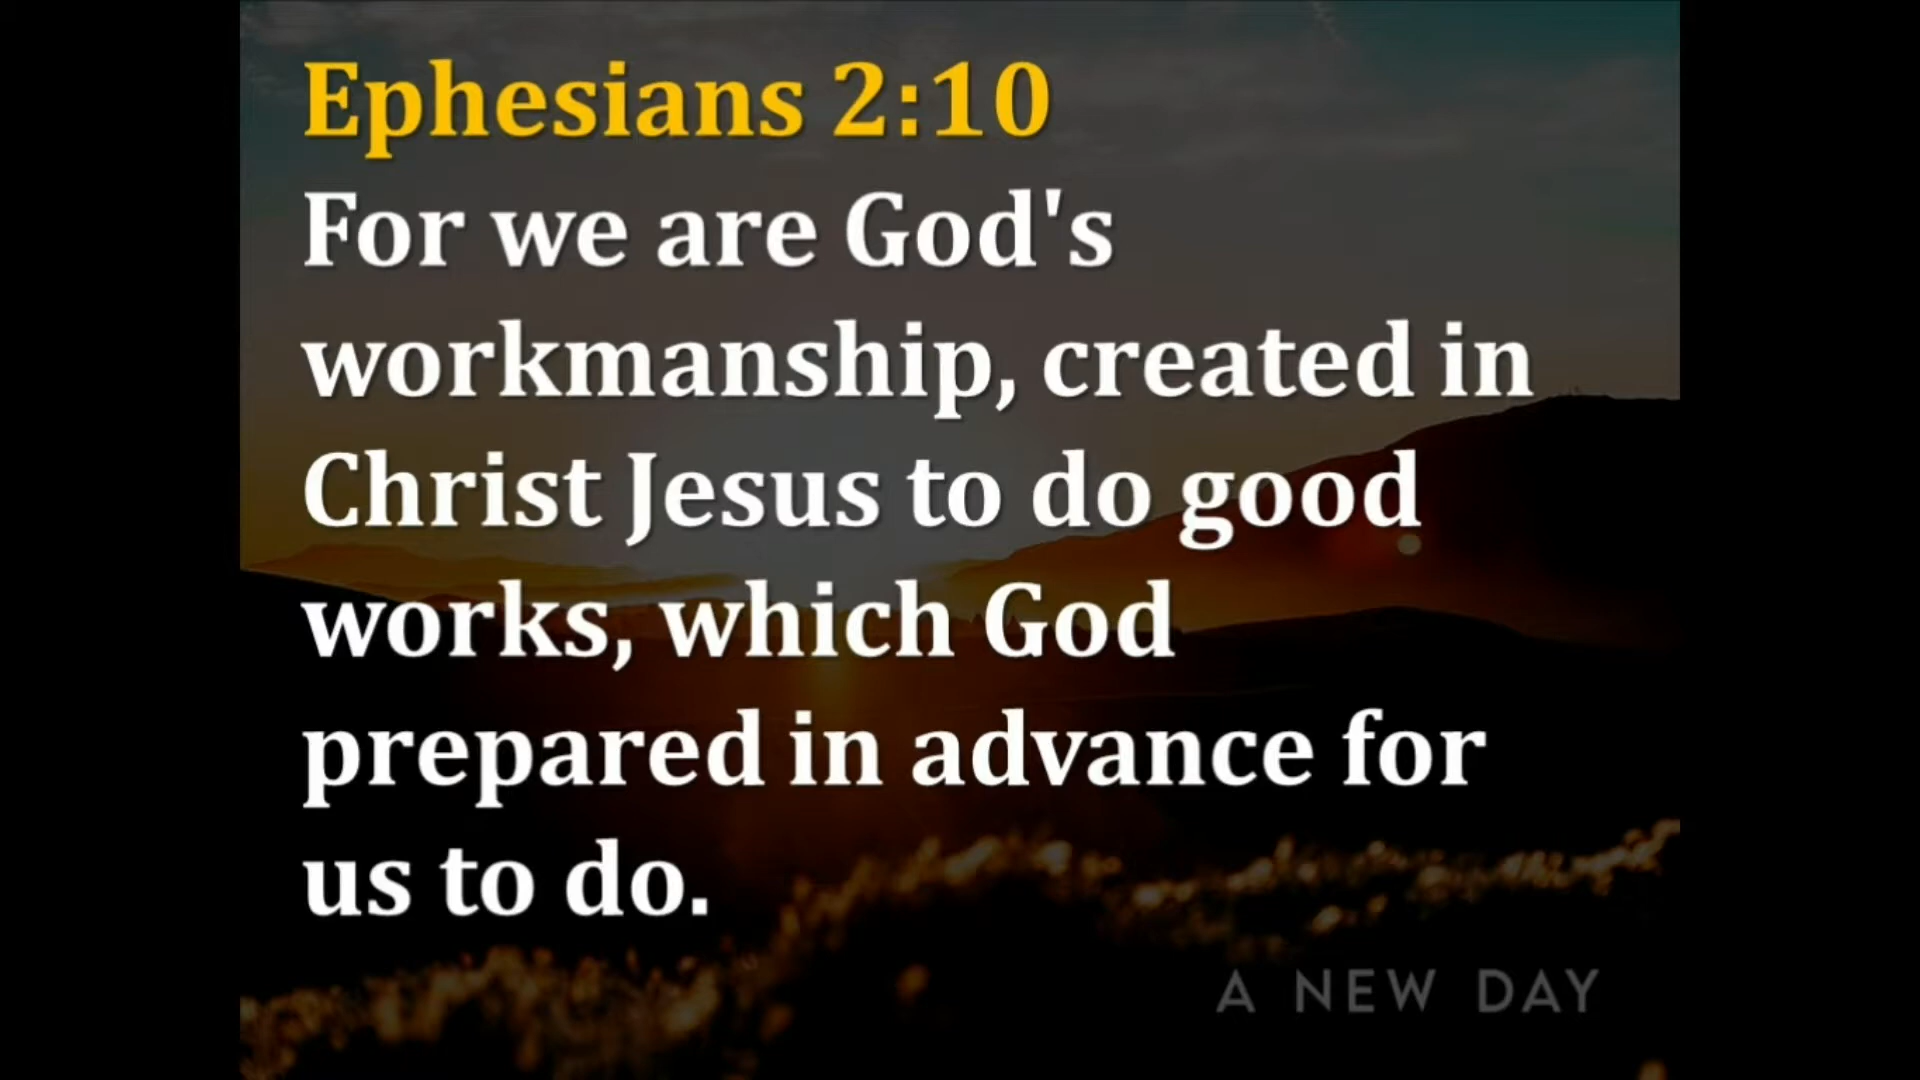 Ephesians 2:10
For we are God's
workmanship, created in
Christ Jesus to do good
works, which God
prepared in advance for
us to do.
A NEW DAY